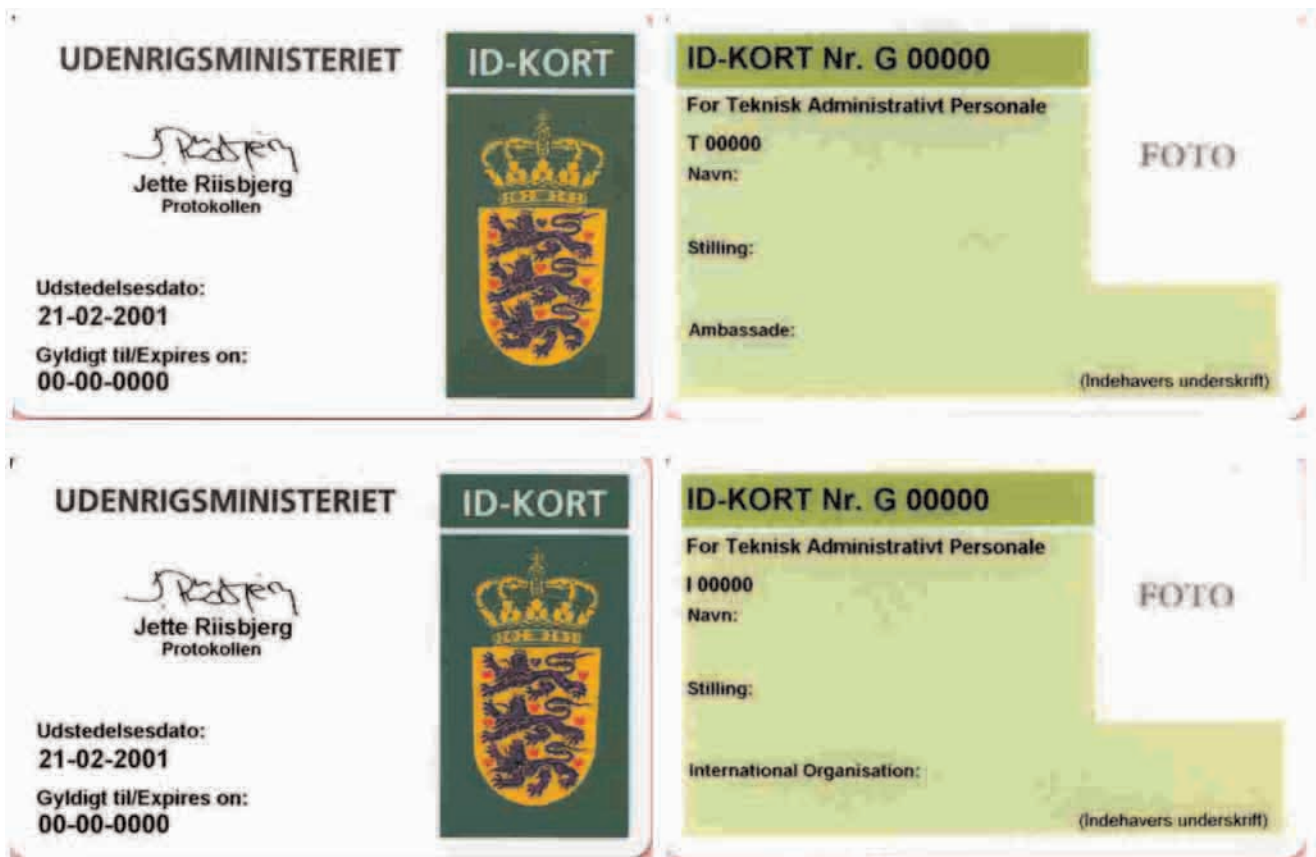 UDENRIGSMINISTERIET
ID-KORT
Jette Riisbjerg
Protokollen
Udstedelsesdato:
21-02-2001
Gyldigt til/Expires on:
00-00-0000
ID-KORT Nr. G 00000
For Teknisk Administrativt Personale
T 00000
Navn:
FOTO
Stilling:
Ambassade:
(Indehavers underskrift)
UDENRIGSMINISTERIET
ID-KORT
Jette Riisbjerg
Protokollen
Udstedelsesdato:
21-02-2001
Gyldigt til/Expires on:
00-00-0000
ID-KORT Nr. G 00000
For Teknisk Administrativt Personale
I 00000
Navn:
FOTO
Stilling:
International Organisation:
(Indehavers underskrift)